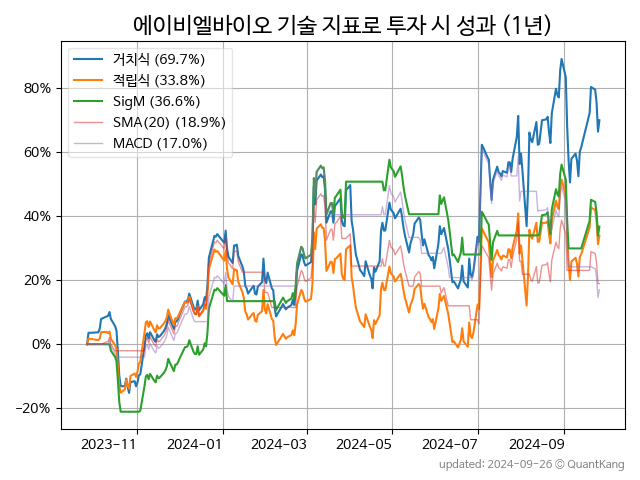 에이비엘바이오 기술 지표로 투자 시 성과 (1년)
거치식 (69.7%)
적립식 (33.8%)
SigM (36.6%)
SMA(20) (18.9%)
MACD (17.0%)
80%
60%
40%
20%
0%
−20%
2023-11 2024-01 2024-03 2024-05 2024-07 2024-09
updated: 2024-09-26 © QuantKang